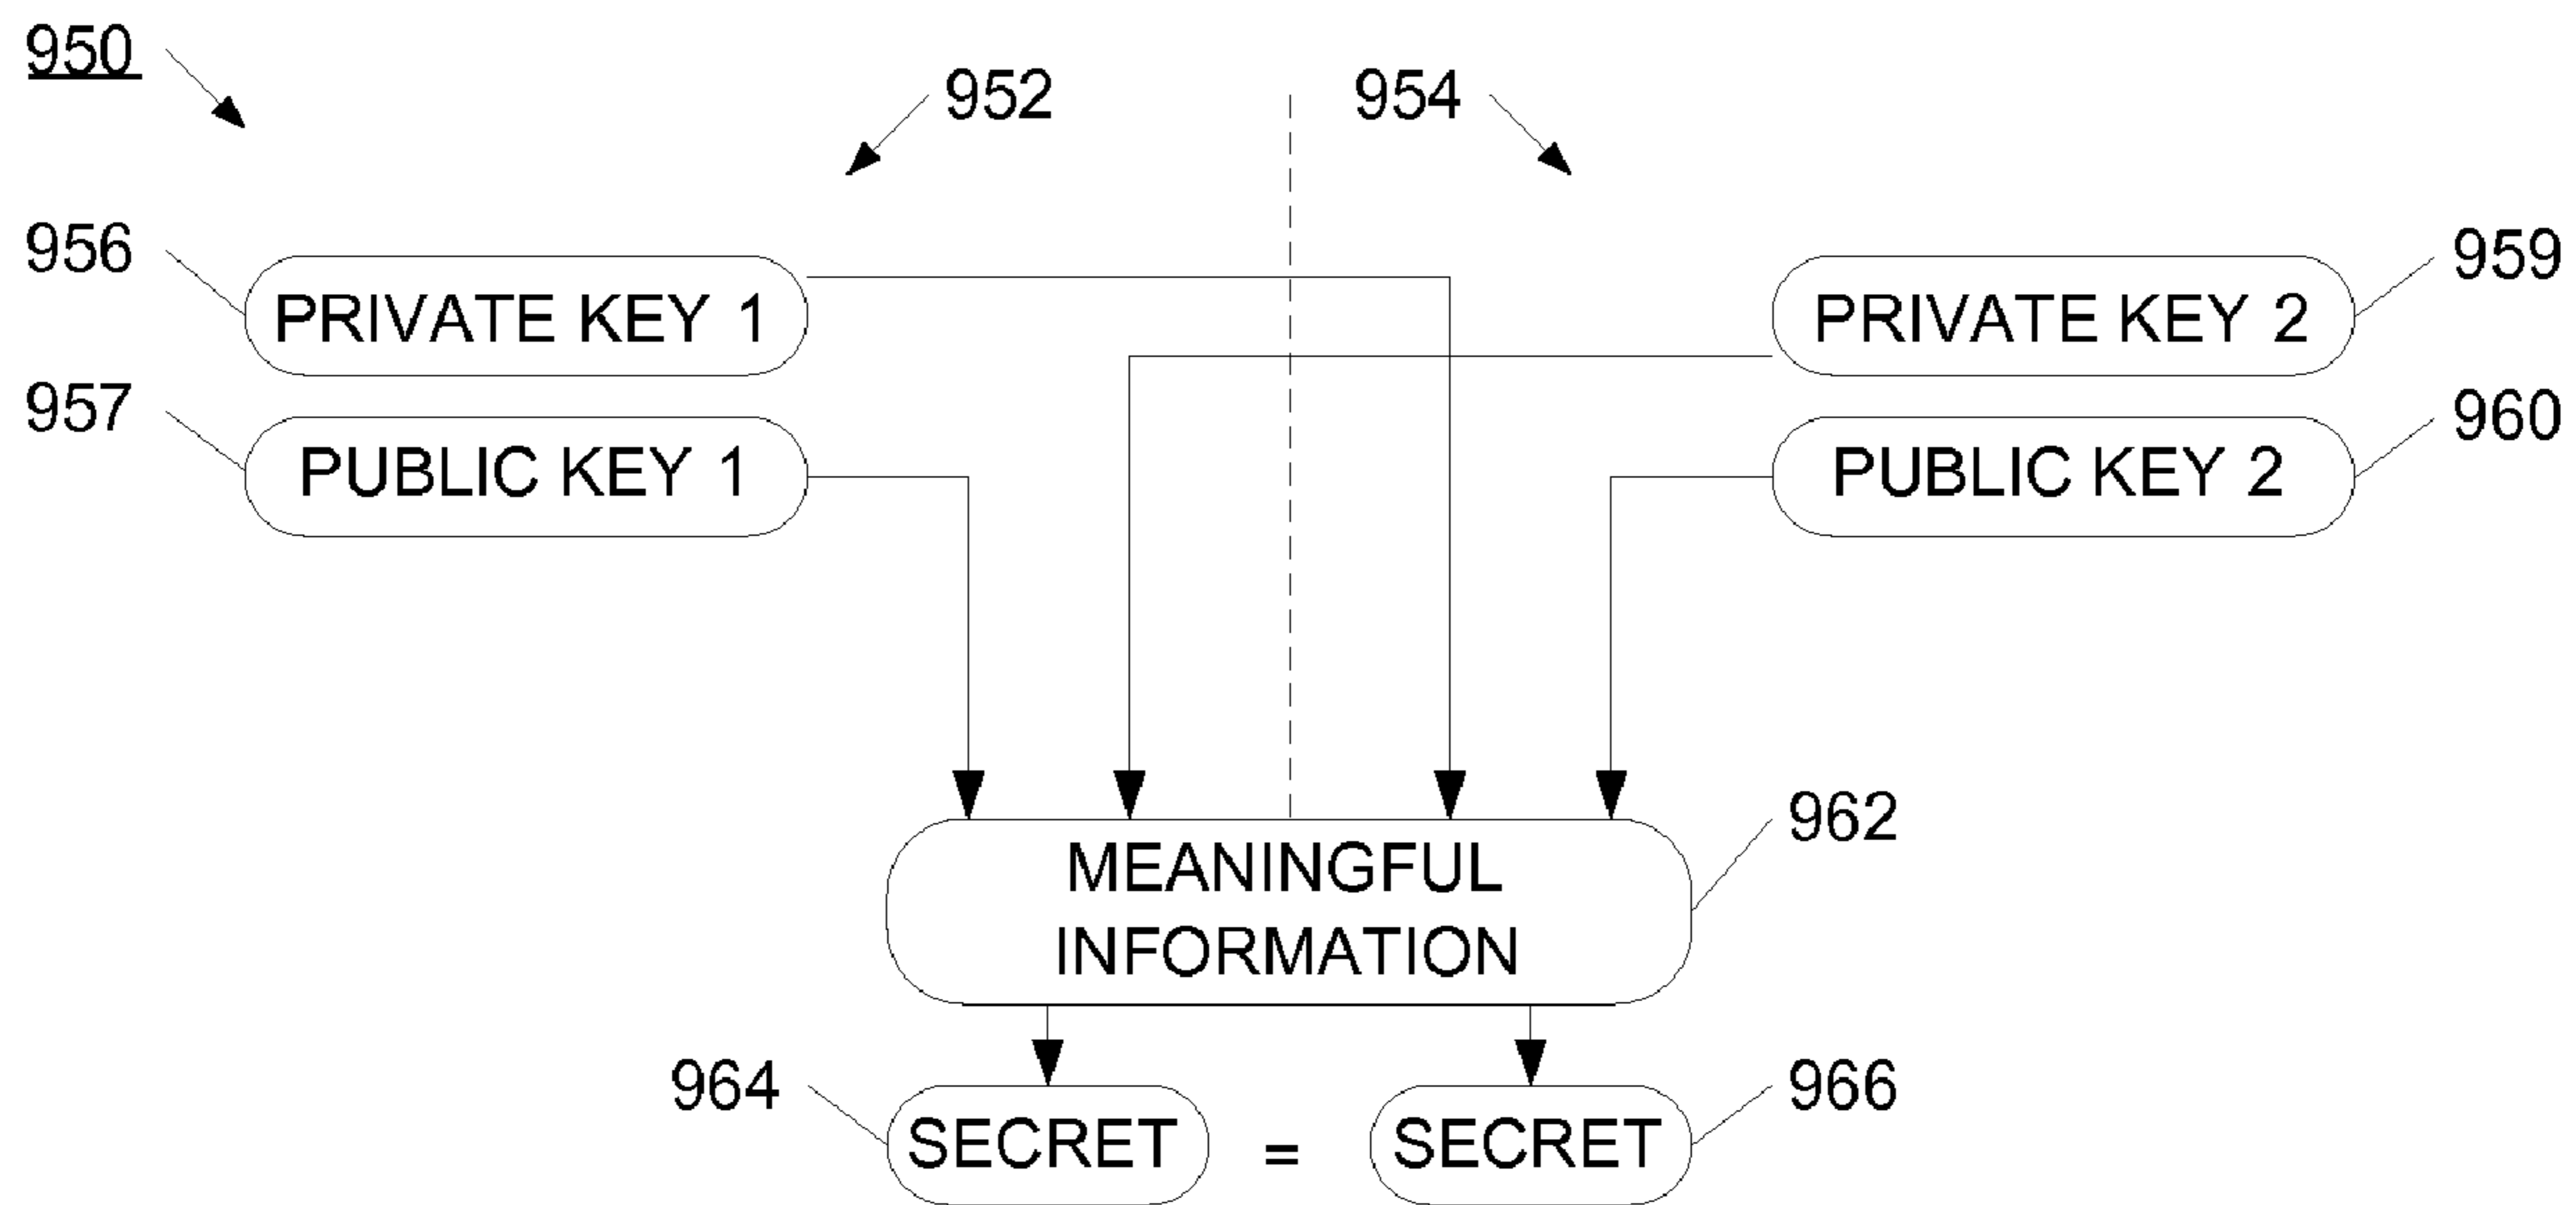 950
952
954
956
PRIVATE KEY 1
PRIVATE KEY 2
959
957
PUBLIC KEY 1
PUBLIC KEY 2
960
MEANINGFUL
INFORMATION
962
964
SECRET = SECRET
966